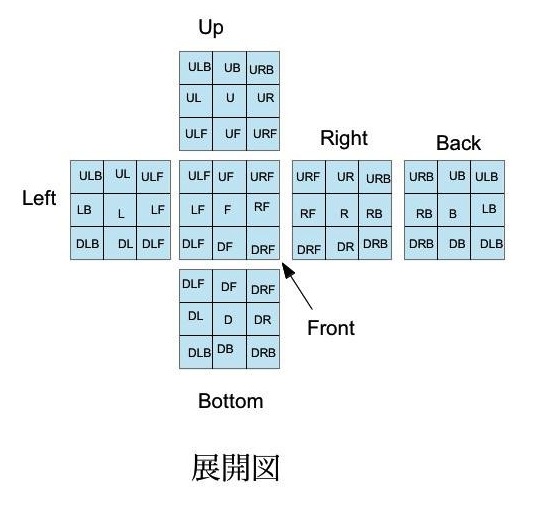 Up
ULB UB URB
UL U UR
ULF UF URF
Left
ULB UL ULF
LB L LF
DLB DL DLF
ULF UF URF
LF F RF
DLF DF DRF
Right
URF UR URB
RF R RB
DRF DR DRB
Back
URB UB ULB
RB B LB
DRB DB DLB
DLF DF DRF
DL D DR
DLB DB DRB
Front
Bottom
展開図